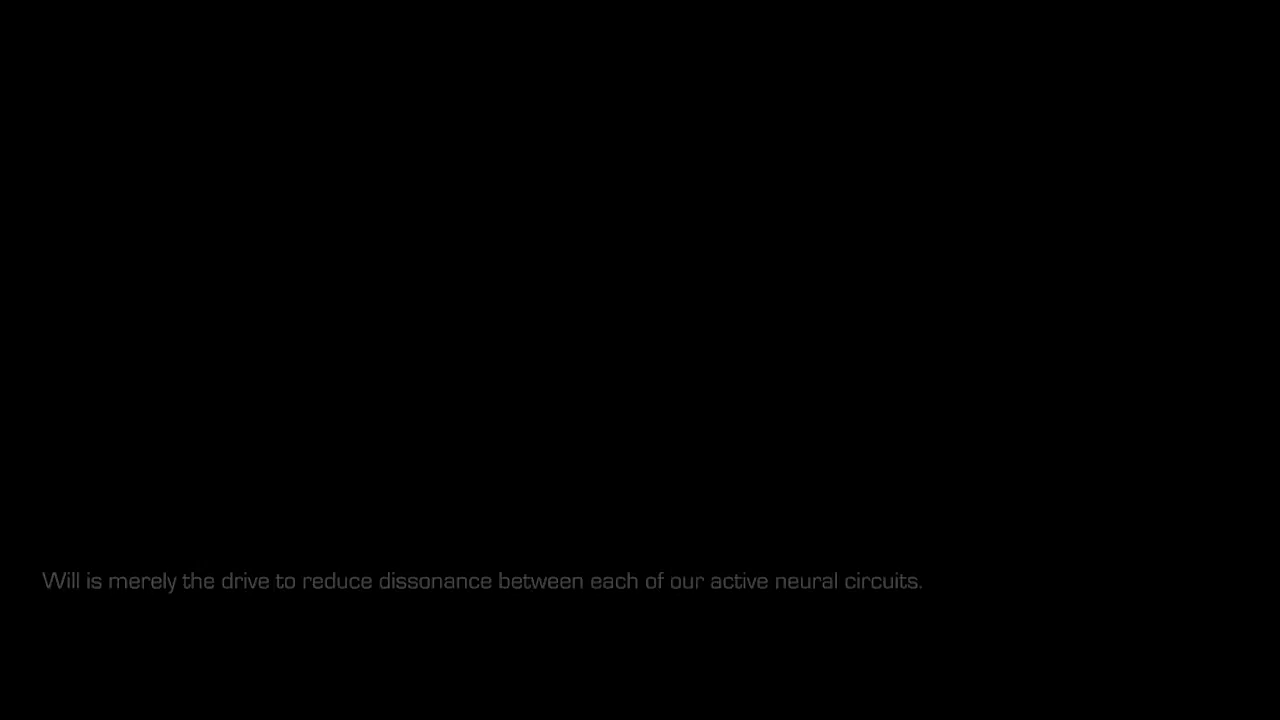 Will is merely the drive to reduce dissonance between each of our active neural circuits.